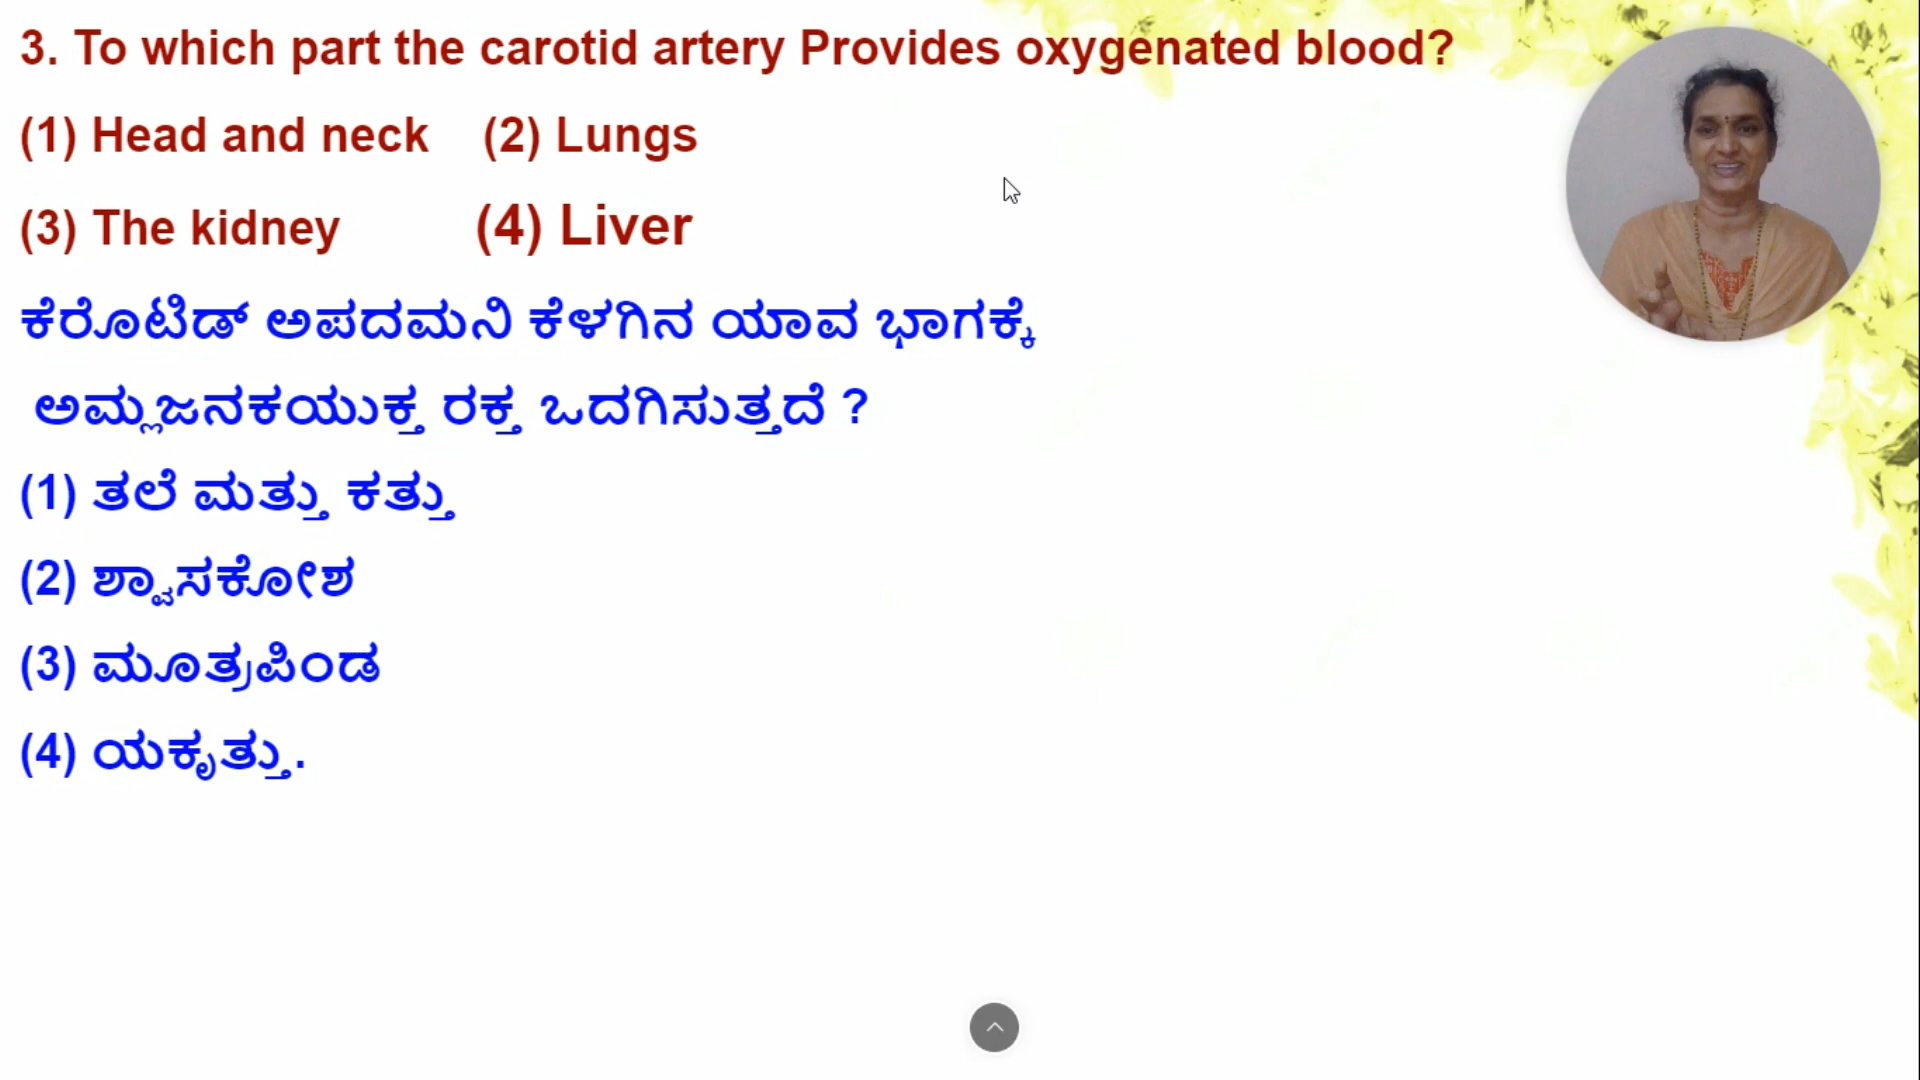 3. To which part the carotid artery Provides oxygenated blood?
(1) Head and neck (2) Lungs
(3) The kidney (4) Liver
ಕೆರೊಟಿಡ್ ಅಪದಮನಿ ಕೆಳಗಿನ ಯಾವ ಭಾಗಕ್ಕೆ
ಅಮ್ಲಜನಕಯುಕ್ತ ರಕ್ತ ಒದಗಿಸುತ್ತದೆ ?
(1) ತಲೆ ಮತ್ತು ಕತ್ತು
(2) ಶ್ವಾಸಕೋಶ
(3) ಮೂತ್ರಪಿಂಡ
(4) ಯಕೃತ್ತು.